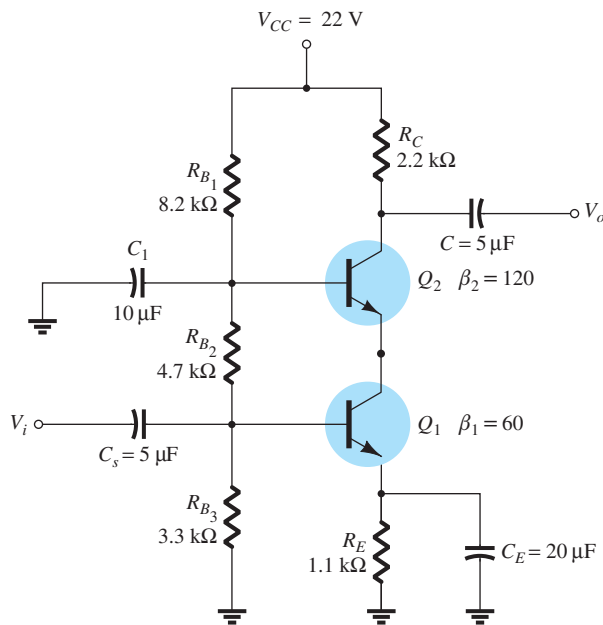 V_CC = 22 V
R_C
2.2 kΩ
R_B1
8.2 kΩ
V_o
C = 5 µF
C_1
10 µF
Q_2 β_2 = 120
R_B2
4.7 kΩ
V_i
C_s = 5 µF
Q_1 β_1 = 60
R_B3
3.3 kΩ
R_E
1.1 kΩ
C_E = 20 µF